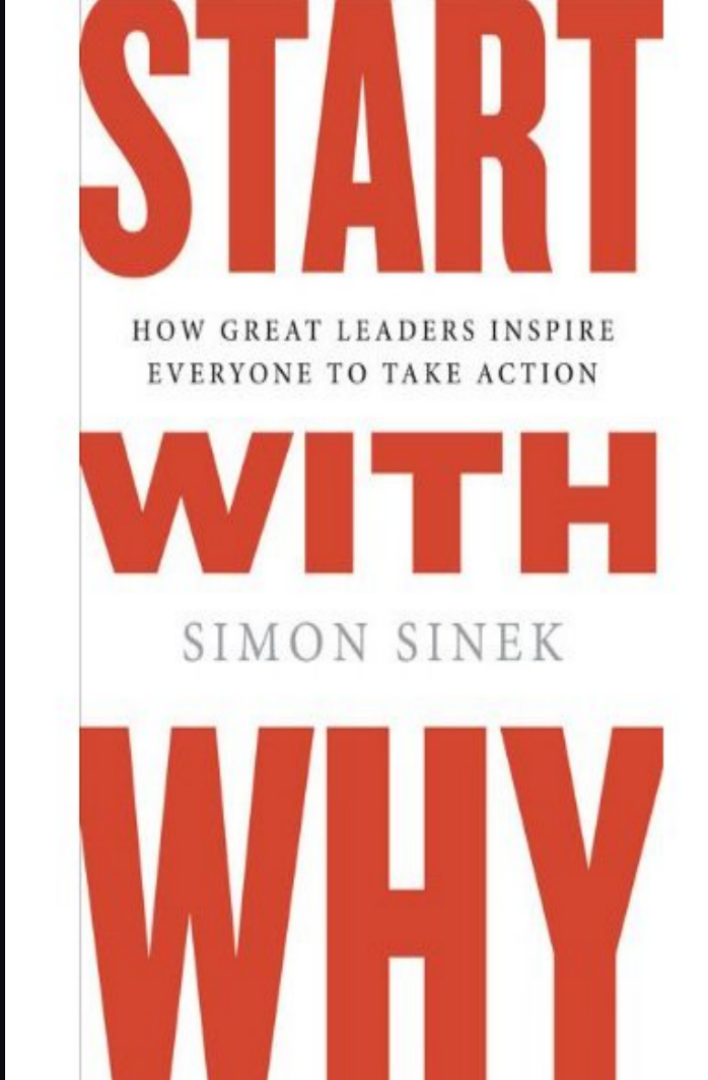 START
HOW GREAT LEADERS INSPIRE
EVERYONE TO TAKE ACTION
WITH
SIMON SINEK
WHY